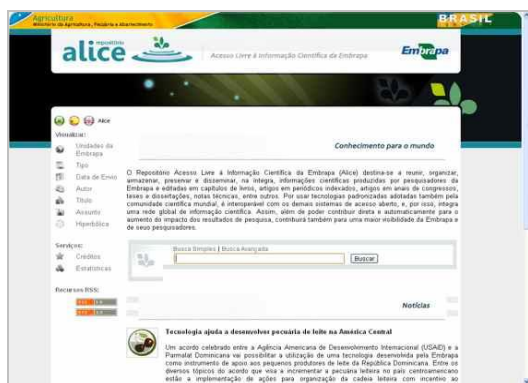 Agricultura
Ministério da Agricultura, Pecuária e Abastecimento
BRASIL
repositório
alice
Acesso Livre à Informação Científica da Embrapa
Embrapa
Alice
Visualizar:
Unidades da
Embrapa
Tipo
Data de Envio
Autor
Título
Assunto
Hiperbólica
Serviços:
Créditos
Estatísticas
Recursos RSS:
Conhecimento para o mundo
O Repositório Acesso Livre à Informação Científica da Embrapa (Alice) destina-se a reunir, organizar,
armazenar, preservar e disseminar, na íntegra, informações científicas produzidas por pesquisadores da
Embrapa e editadas em capítulos de livros, artigos em periódicos indexados, artigos em anais de congressos,
teses e dissertações, notas técnicas, entre outros. Por usar tecnologias padronizadas adotadas também pela
comunidade científica mundial, é interoperável com os demais sistemas de acesso aberto, e, por isso, integra
uma rede global de informação científica. Assim, além de poder contribuir direta e automaticamente para o
aumento do impacto dos resultados de pesquisa, contribuirá também para uma maior visibilidade da Embrapa e
de seus pesquisadores.
Busca Simples | Busca Avançada
Buscar
Notícias
Tecnologia ajuda a desenvolver pecuária de leite na América Central
Um acordo celebrado entre a Agência Americana de Desenvolvimento Internacional (USAID) e a
Parmalat Dominicana vai possibilitar a utilização de uma tecnologia desenvolvida pela Embrapa
como instrumento de apoio aos pequenos produtores de leite da República Dominicana. Entre os
diversos tópicos do acordo que visa a incrementar a pecuária leiteira no país centroamericano
estão a implementação de ações para organização da cadeia leiteira com incentivo ao